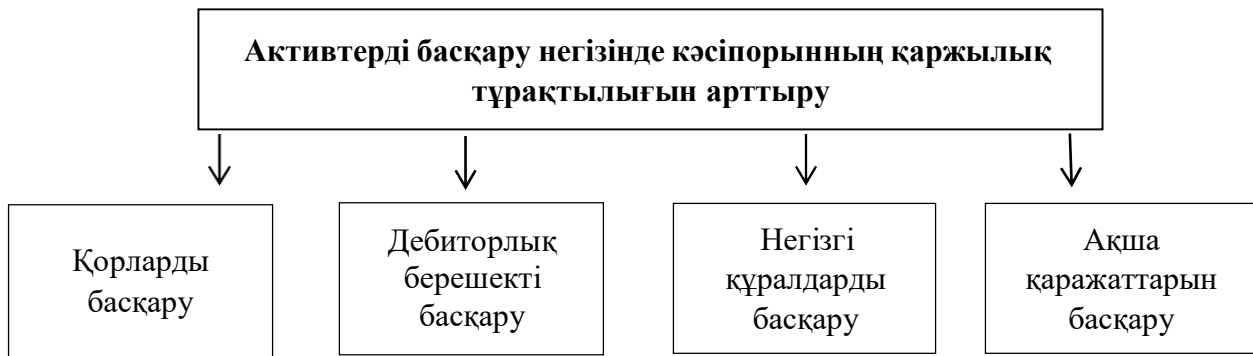 Активтерді басқару негізінде кәсіпорынның қаржылық
тұрақтылығын арттыру
Қорларды
басқару
Дебиторлық
берешекті
басқару
Негізгі
құралдарды
басқару
Ақша
қаражаттарын
басқару